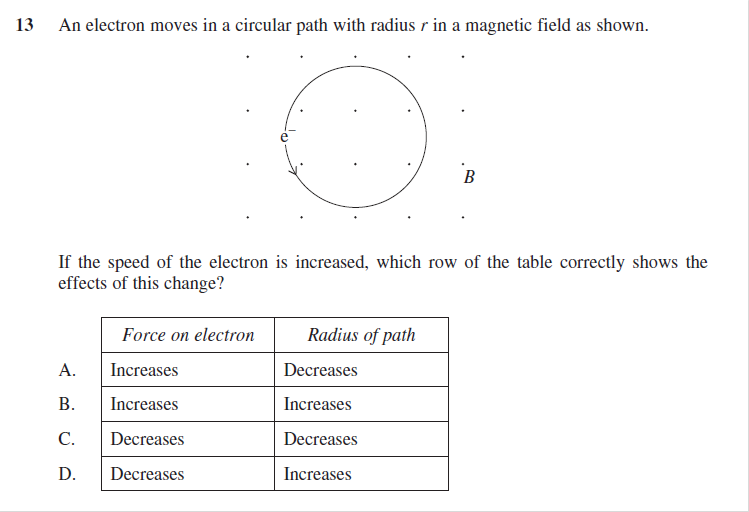 13 An electron moves in a circular path with radius r in a magnetic field as shown.
e−
B
If the speed of the electron is increased, which row of the table correctly shows the
effects of this change?
Force on electron Radius of path
A. Increases Decreases
B. Increases Increases
C. Decreases Decreases
D. Decreases Increases